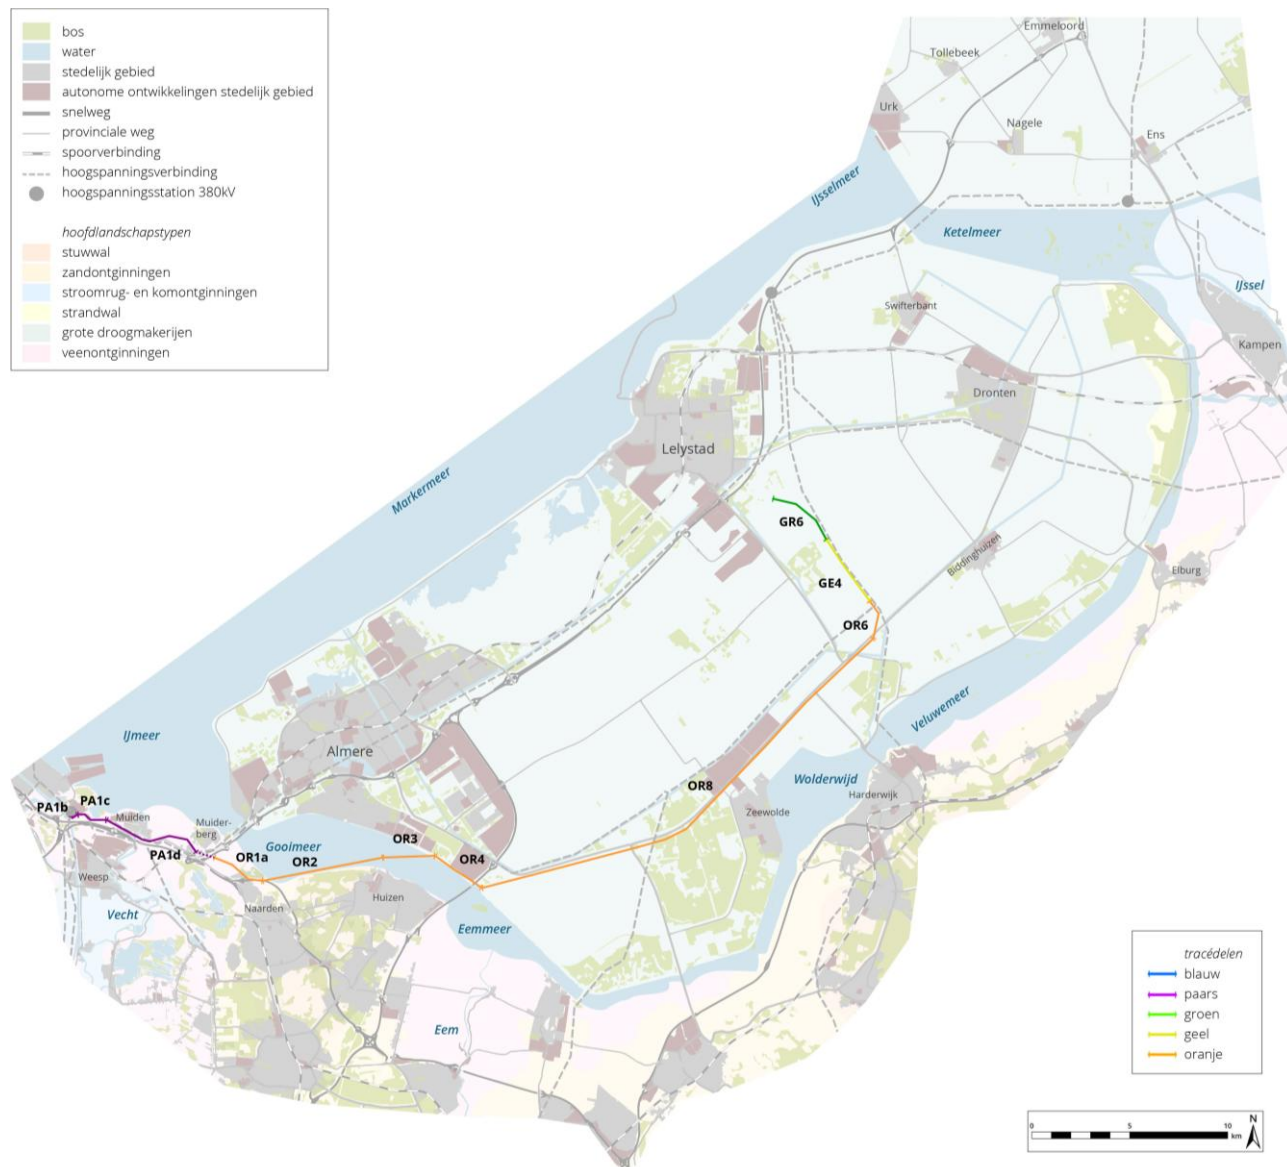 bos
water
stedelijk gebied
autonome ontwikkelingen stedelijk gebied
snelweg
provinciale weg
spoorverbinding
hoogspanningsverbinding
hoogspanningsstation 380kV
hoofdlandschapstypen
stuwwal
zandontginningen
stroomrug- en komontginningen
strandwal
grote droogmakerijen
veenontginningen
Emmeloord
Tollebeek
Urk
Nagele
Ens
IJsselmeer
Ketelmeer
IJssel
Swifterbant
Kampen
Dronten
Lelystad
Markermeer
GR6
Biddinghuizen
Elburg
GE4
OR6
Veluwemeer
IJmeer
Almere
Wolderwijd
OR8
Harderwijk
Zeewolde
PA1b
PA1c
Muiden
Muider-
berg
Gooimeer
OR3
PA1d
OR1a
OR2
OR4
Weesp
Huizen
Naarden
Vecht
Eemmeer
Eem
tracédelen
blauw
paars
groen
geel
oranje
0
5
10
km
N